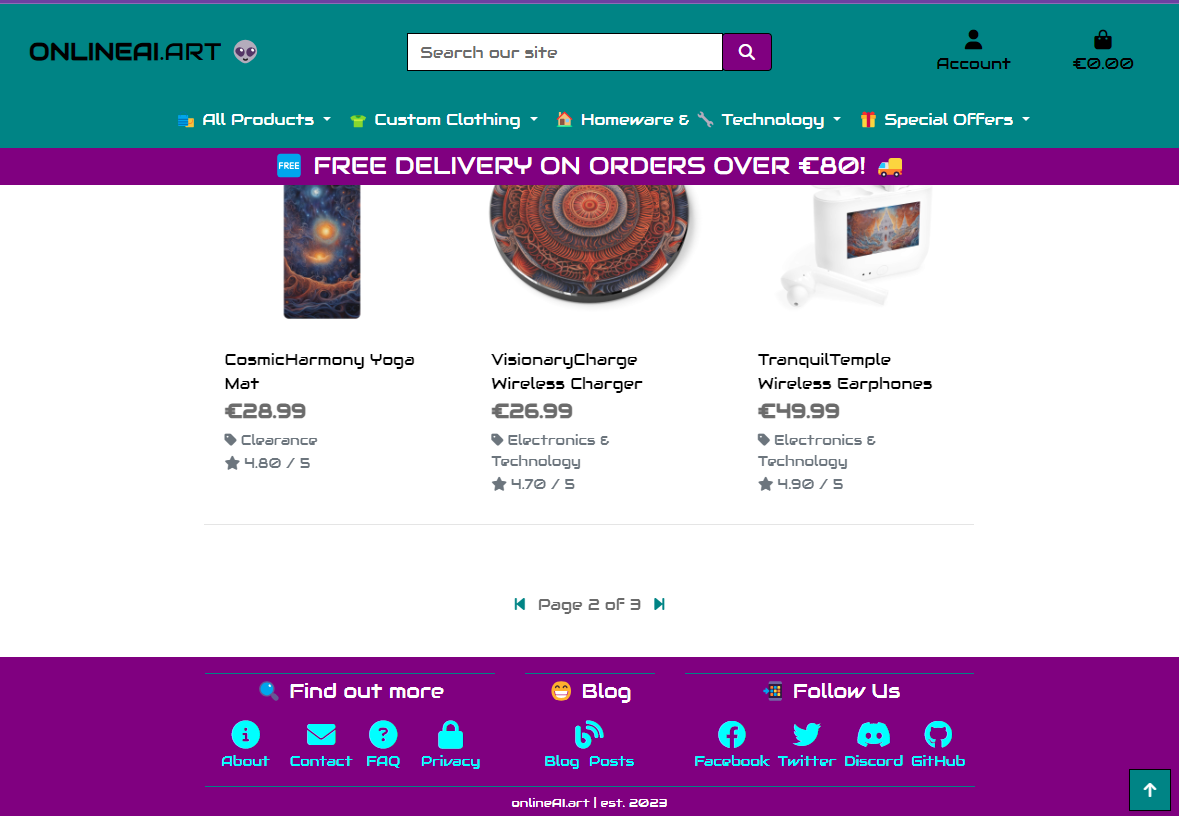 ONLINEAI.ART
Search our site
Account
€0.00
All Products
Custom Clothing
Homeware & Technology
Special Offers
FREE FREE DELIVERY ON ORDERS OVER €80!
CosmicHarmony Yoga
Mat
€28.99
Clearance
4.80 / 5
VisionaryCharge
Wireless Charger
€26.99
Electronics &
Technology
4.70 / 5
TranquilTemple
Wireless Earphones
€49.99
Electronics &
Technology
4.90 / 5
Page 2 of 3
Find out more
About
Contact
FAQ
Privacy
Blog
Blog Posts
Follow Us
Facebook
Twitter
Discord
GitHub
onlineAI.art | est. 2023